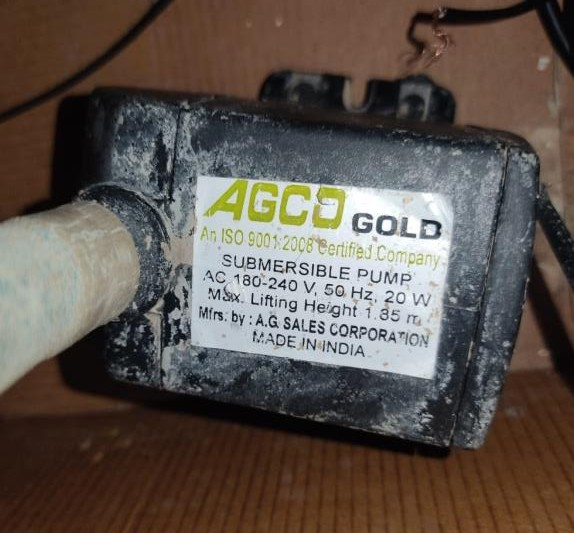 AGCO GOLD
An ISO 9001:2008 Certified Company
SUBMERSIBLE PUMP
AC 180-240 V, 50 Hz, 20 W
Max. Lifting Height 1.85 m
Mfrs. by : A.G. SALES CORPORATION
MADE IN INDIA